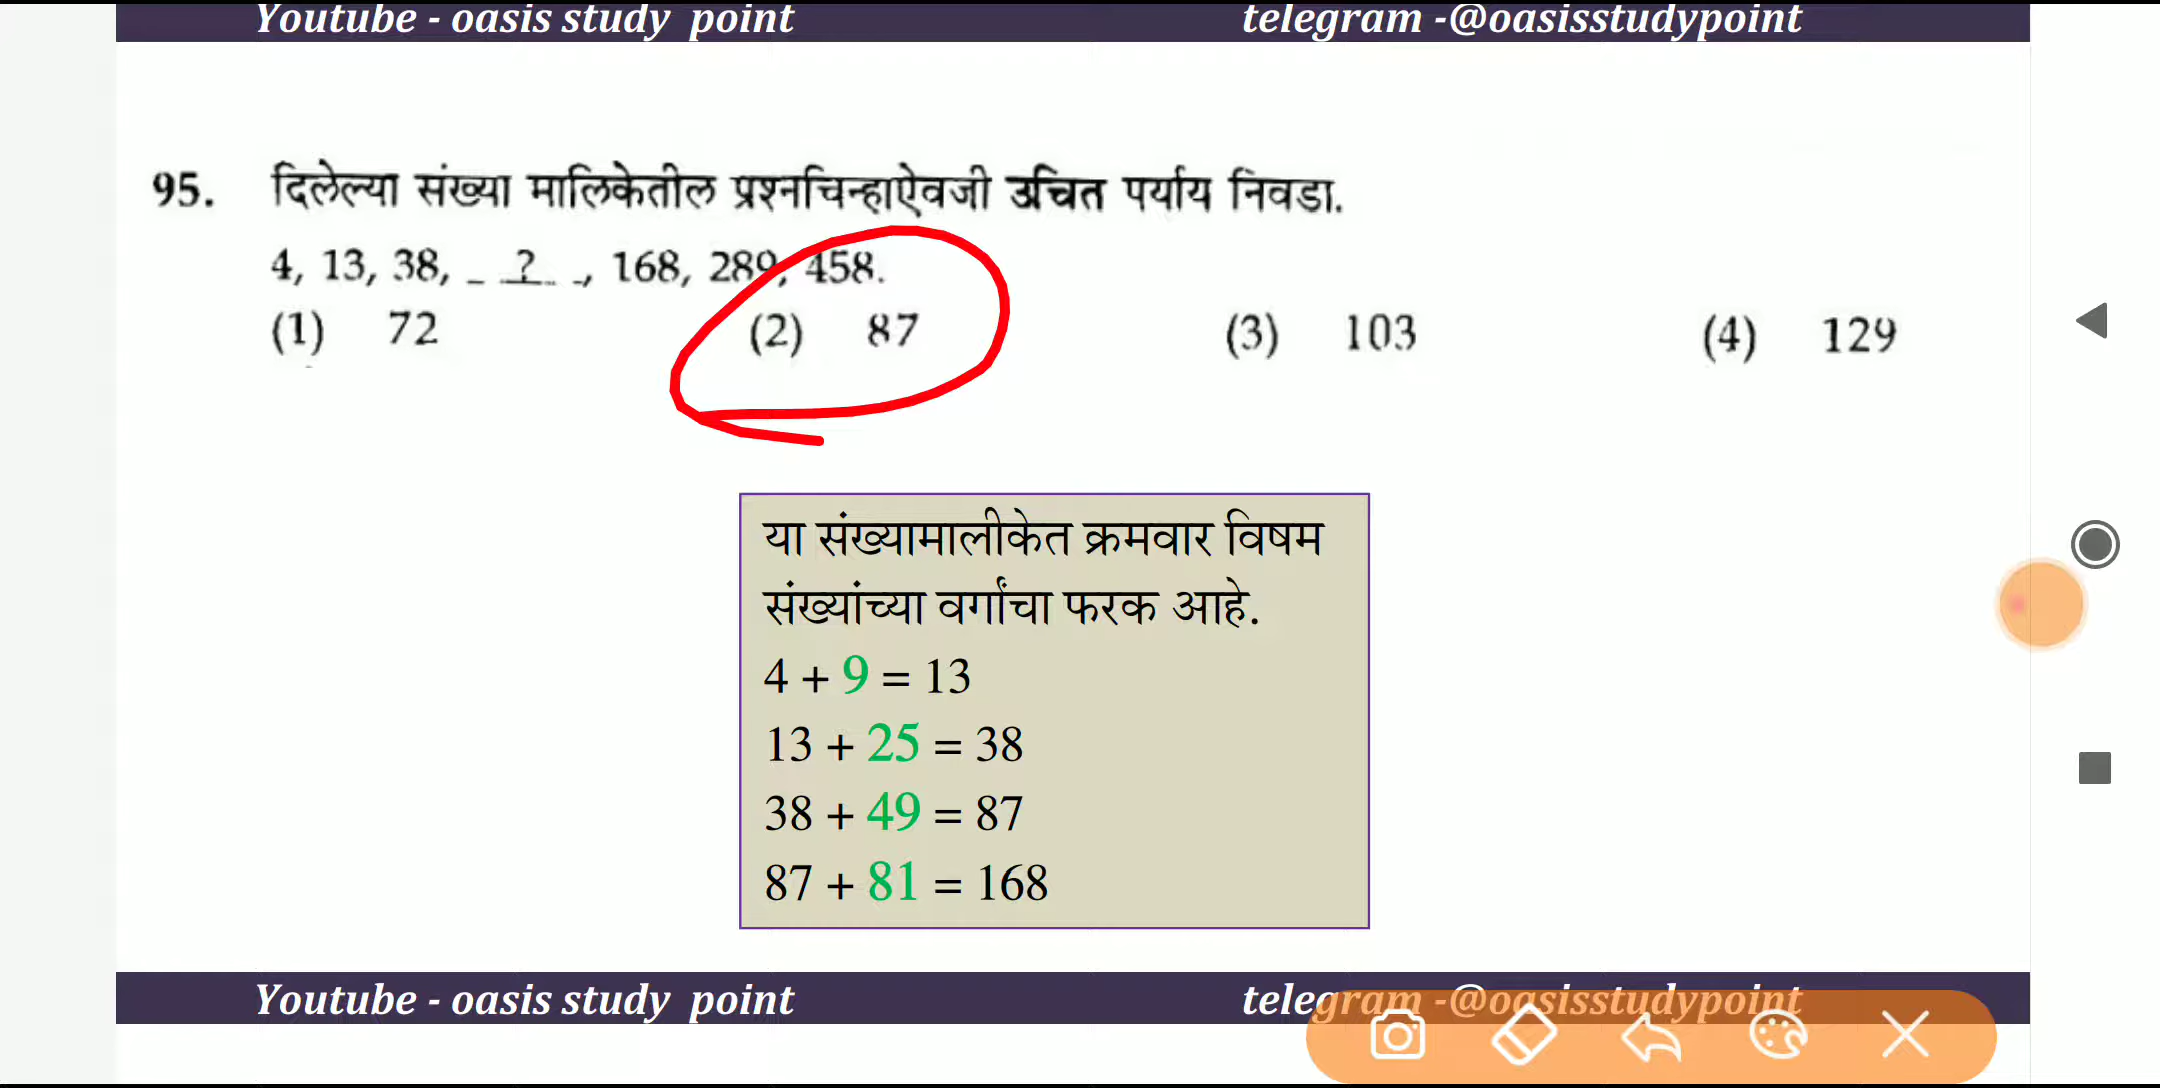 Youtube - oasis study point telegram -@oasisstudypoint
95. दिलेल्या संख्या मालिकेतील प्रश्नचिन्हाऐवजी उचित पर्याय निवडा.
4, 13, 38, _ ? _, 168, 289, 458.
(1) 72 (2) 87 (3) 103 (4) 129
या संख्यामालीकेत क्रमवार विषम
संख्यांच्या वर्गांचा फरक आहे.
4 + 9 = 13
13 + 25 = 38
38 + 49 = 87
87 + 81 = 168
Youtube - oasis study point telegram -@oasisstudypoint